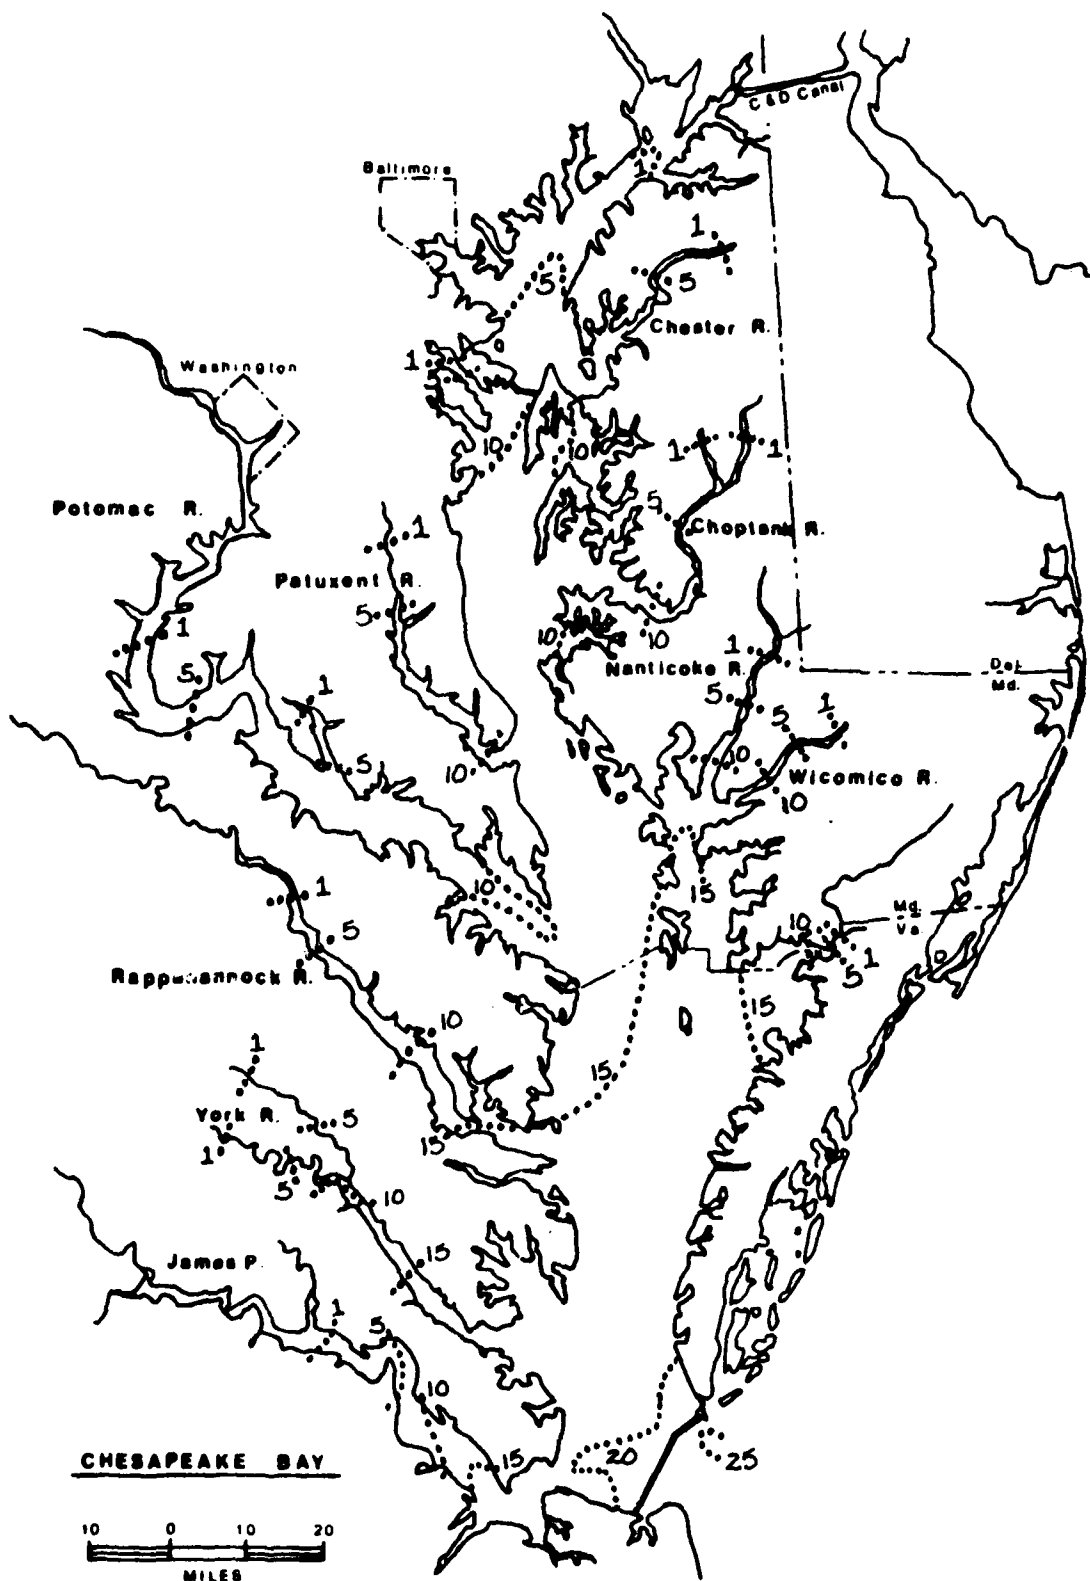 C & D Canal
Baltimore
1
1
5
5
Chester R.
1
Washington
10
10
1
1
Potomac R.
5
Choptank R.
1
Patuxent R.
5
10
10
1
1
Nanticoke R.
Del.
Md.
5
1
5
5
1
10
10
5
Wicomico R.
10
15
10
1
Md.
Va.
10
5
1
5
Rappahannock R.
15
10
1
15
York R.
5
15
1
5
10
James R.
15
1
5
10
20
25
15
CHESAPEAKE BAY
10 0 10 20
MILES